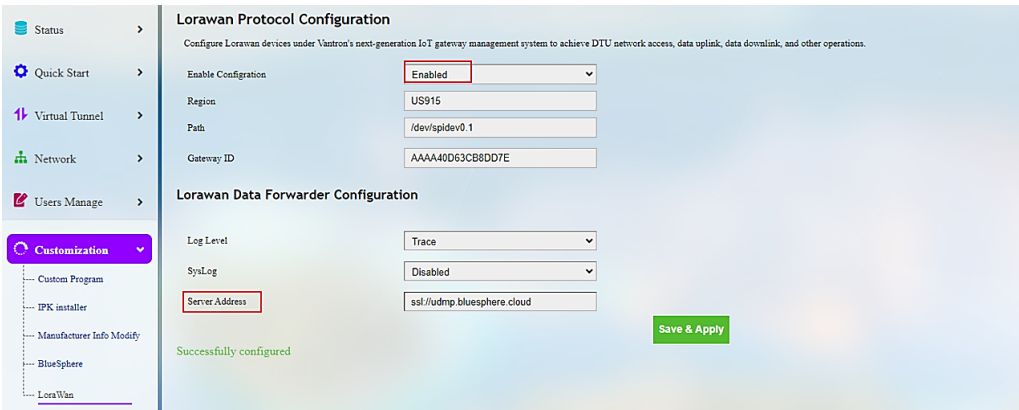 Status
Quick Start
Virtual Tunnel
Network
Users Manage
Customization
Custom Program
IPK installer
Manufacturer Info Modify
BlueSphere
LoraWan
Lorawan Protocol Configuration
Configure Lorawan devices under Vantron's next-generation IoT gateway management system to achieve DTU network access, data uplink, data downlink, and other operations.
Enable Configration Enabled
Region US915
Path /dev/spidev0.1
Gateway ID AAAA40D63CB8DD7E
Lorawan Data Forwarder Configuration
Log Level Trace
SysLog Disabled
Server Address ssl://udmp.bluesphere.cloud
Save & Apply
Successfully configured